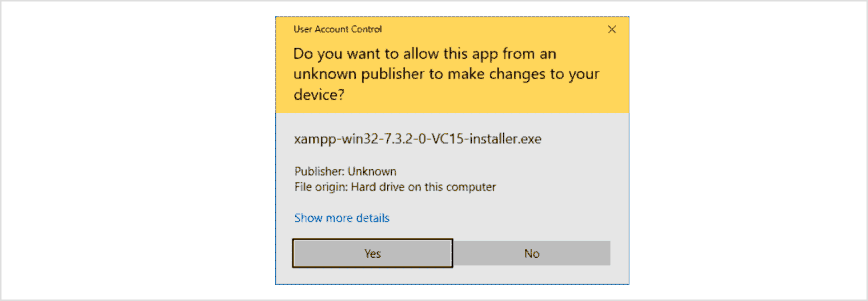 User Account Control
Do you want to allow this app from an
unknown publisher to make changes to your
device?
xampp-win32-7.3.2-0-VC15-installer.exe
Publisher: Unknown
File origin: Hard drive on this computer
Show more details
Yes
No